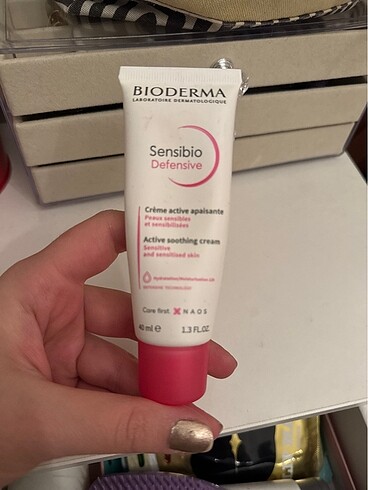 BIODERMA
LABORATOIRE DERMATOLOGIQUE
Sensibio
Defensive
Crème active apaisante
Peaux sensibles
et sensibilisées
Active soothing cream
Sensitive
and sensitised skin
Care first NAOS
40 ml e 1.3 FL.OZ.